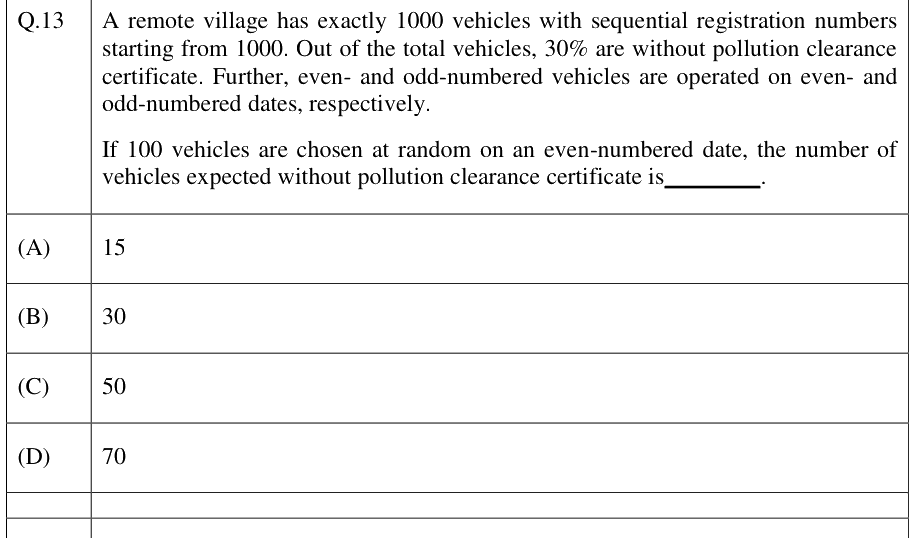 Q.13 A remote village has exactly 1000 vehicles with sequential registration numbers
starting from 1000. Out of the total vehicles, 30% are without pollution clearance
certificate. Further, even- and odd-numbered vehicles are operated on even- and
odd-numbered dates, respectively.
If 100 vehicles are chosen at random on an even-numbered date, the number of
vehicles expected without pollution clearance certificate is________.
(A) 15
(B) 30
(C) 50
(D) 70